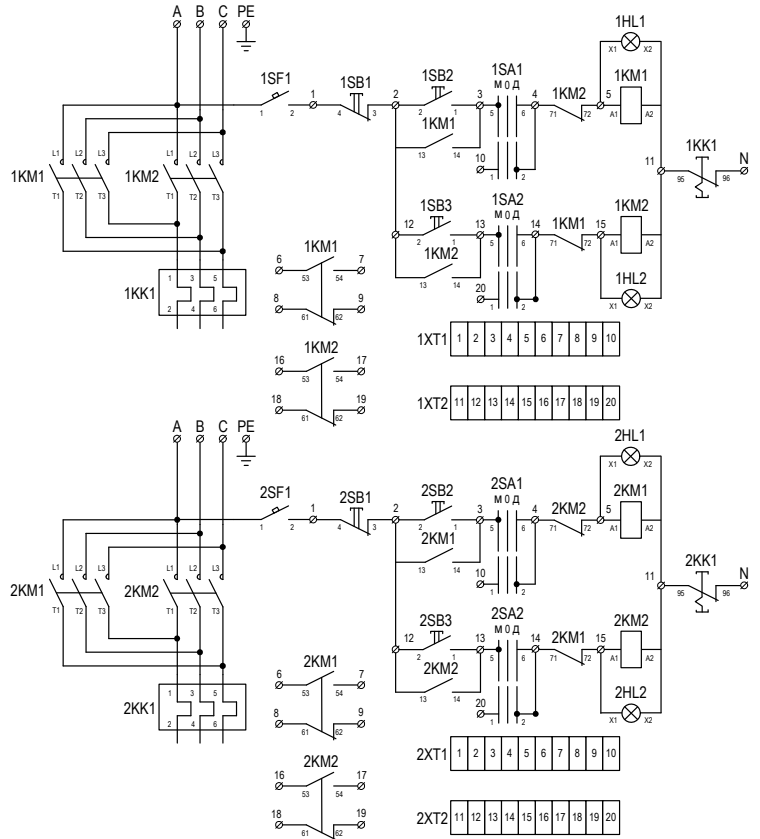 A B C PE
1HL1
X1 X2
1SF1 1 1SB1 2 1SB2 3 1SA1 4 1KM2 5 1KM1
М О Д
1 2 4 3 2 1 5 6 71 72 A1 A2
1KM1
13 14
10
1 2
11 1KK1 N
95 96
L1 L2 L3 L1 L2 L3
1KM1 1KM2
T1 T2 T3 T1 T2 T3
12 1SB3 13 1SA2 14 1KM1 15 1KM2
М О Д
2 1 5 6 71 72 A1 A2
1KM2
13 14
20
1 2
1HL2
X1 X2
1KK1
1 3 5
2 4 6
1KM1
6 7
53 54
8 9
61 62
1KM2
16 17
53 54
18 19
61 62
1XT1 1 2 3 4 5 6 7 8 9 10
1XT2 11 12 13 14 15 16 17 18 19 20
A B C PE
2HL1
X1 X2
2SF1 1 2SB1 2 2SB2 3 2SA1 4 2KM2 5 2KM1
М О Д
1 2 4 3 2 1 5 6 71 72 A1 A2
2KM1
13 14
10
1 2
11 2KK1 N
95 96
L1 L2 L3 L1 L2 L3
2KM1 2KM2
T1 T2 T3 T1 T2 T3
12 2SB3 13 2SA2 14 2KM1 15 2KM2
М О Д
2 1 5 6 71 72 A1 A2
2KM2
13 14
20
1 2
2HL2
X1 X2
2KK1
1 3 5
2 4 6
2KM1
6 7
53 54
8 9
61 62
2KM2
16 17
53 54
18 19
61 62
2XT1 1 2 3 4 5 6 7 8 9 10
2XT2 11 12 13 14 15 16 17 18 19 20